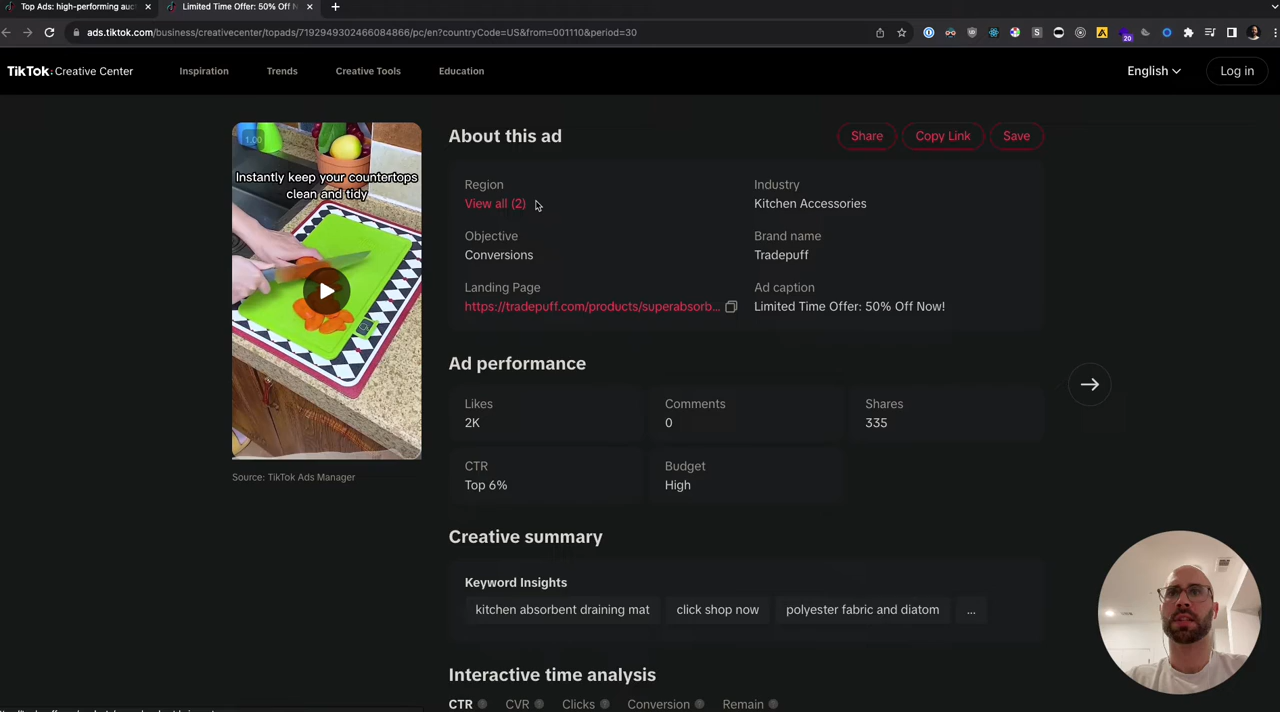 Top Ads: high-performing auc
Limited Time Offer: 50% Off N
ads.tiktok.com/business/creativecenter/topads/7192949302466084866/pc/en?countryCode=US&from=001110&period=30
20
TikTok: Creative Center
Inspiration
Trends
Creative Tools
Education
English
Log in
1.00
Instantly keep your countertops
clean and tidy
Source: TikTok Ads Manager
About this ad
Share
Copy Link
Save
Region
View all (2)
Industry
Kitchen Accessories
Objective
Conversions
Brand name
Tradepuff
Landing Page
https://tradepuff.com/products/superabsorb...
Ad caption
Limited Time Offer: 50% Off Now!
Ad performance
Likes
2K
Comments
0
Shares
335
CTR
Top 6%
Budget
High
Creative summary
Keyword Insights
kitchen absorbent draining mat
click shop now
polyester fabric and diatom
...
Interactive time analysis
CTR
CVR
Clicks
Conversion
Remain